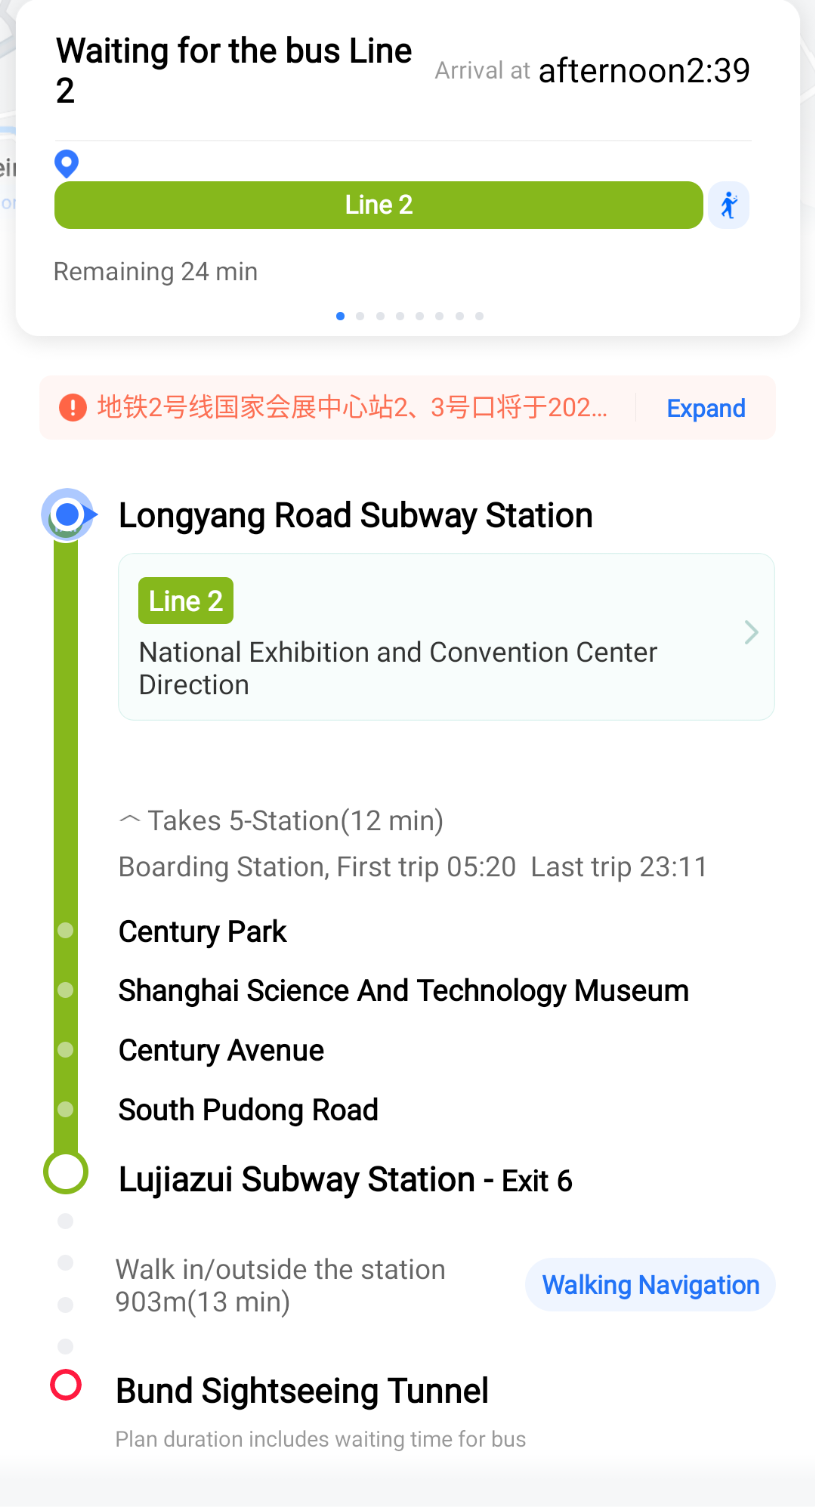 Waiting for the bus Line
2
Arrival at afternoon2:39
Line 2
Remaining 24 min
地铁2号线国家会展中心站2、3号口将于202...
Expand
Longyang Road Subway Station
Line 2
National Exhibition and Convention Center
Direction
Takes 5-Station(12 min)
Boarding Station, First trip 05:20 Last trip 23:11
Century Park
Shanghai Science And Technology Museum
Century Avenue
South Pudong Road
Lujiazui Subway Station - Exit 6
Walk in/outside the station
903m(13 min)
Walking Navigation
Bund Sightseeing Tunnel
Plan duration includes waiting time for bus